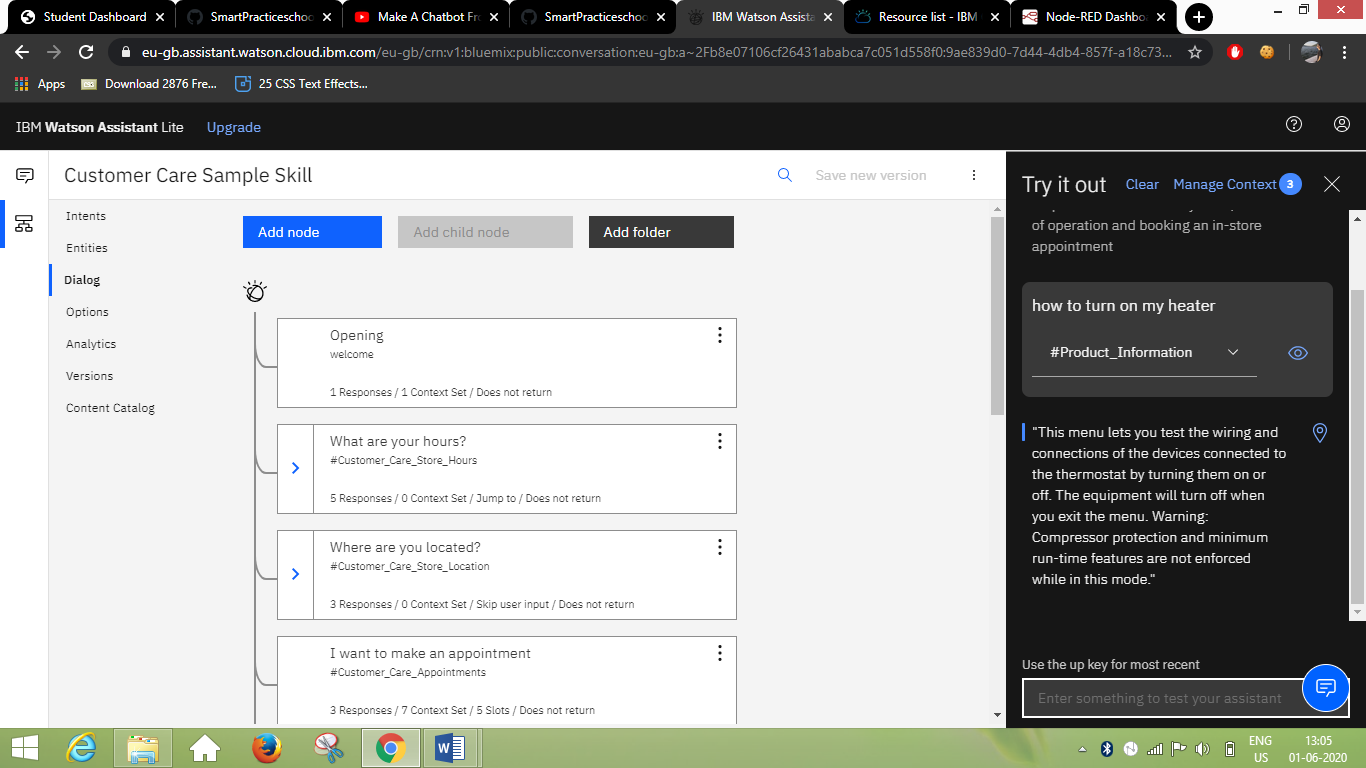 Student Dashboard
SmartPracticeschoo
Make A Chatbot Fro
SmartPracticeschoo
IBM Watson Assista
Resource list - IBM
Node-RED Dashbo
eu-gb.assistant.watson.cloud.ibm.com/eu-gb/crn:v1:bluemix:public:conversation:eu-gb:a~2Fb8e07106cf26431ababca7c051d558f0:9ae839d0-7d44-4db4-857f-a18c73...
Apps
Download 2876 Fre...
25 CSS Text Effects...
IBM Watson Assistant Lite
Upgrade
Customer Care Sample Skill
Save new version
Intents
Entities
Dialog
Options
Analytics
Versions
Content Catalog
Add node
Add child node
Add folder
Opening
welcome
1 Responses / 1 Context Set / Does not return
What are your hours?
#Customer_Care_Store_Hours
5 Responses / 0 Context Set / Jump to / Does not return
Where are you located?
#Customer_Care_Store_Location
3 Responses / 0 Context Set / Skip user input / Does not return
I want to make an appointment
#Customer_Care_Appointments
3 Responses / 7 Context Set / 5 Slots / Does not return
Try it out
Clear
Manage Context 3
of operation and booking an in-store
appointment
how to turn on my heater
#Product_Information
"This menu lets you test the wiring and
connections of the devices connected to
the thermostat by turning them on or
off. The equipment will turn off when
you exit the menu. Warning:
Compressor protection and minimum
run-time features are not enforced
while in this mode."
Use the up key for most recent
Enter something to test your assistant
ENG
US
13:05
01-06-2020